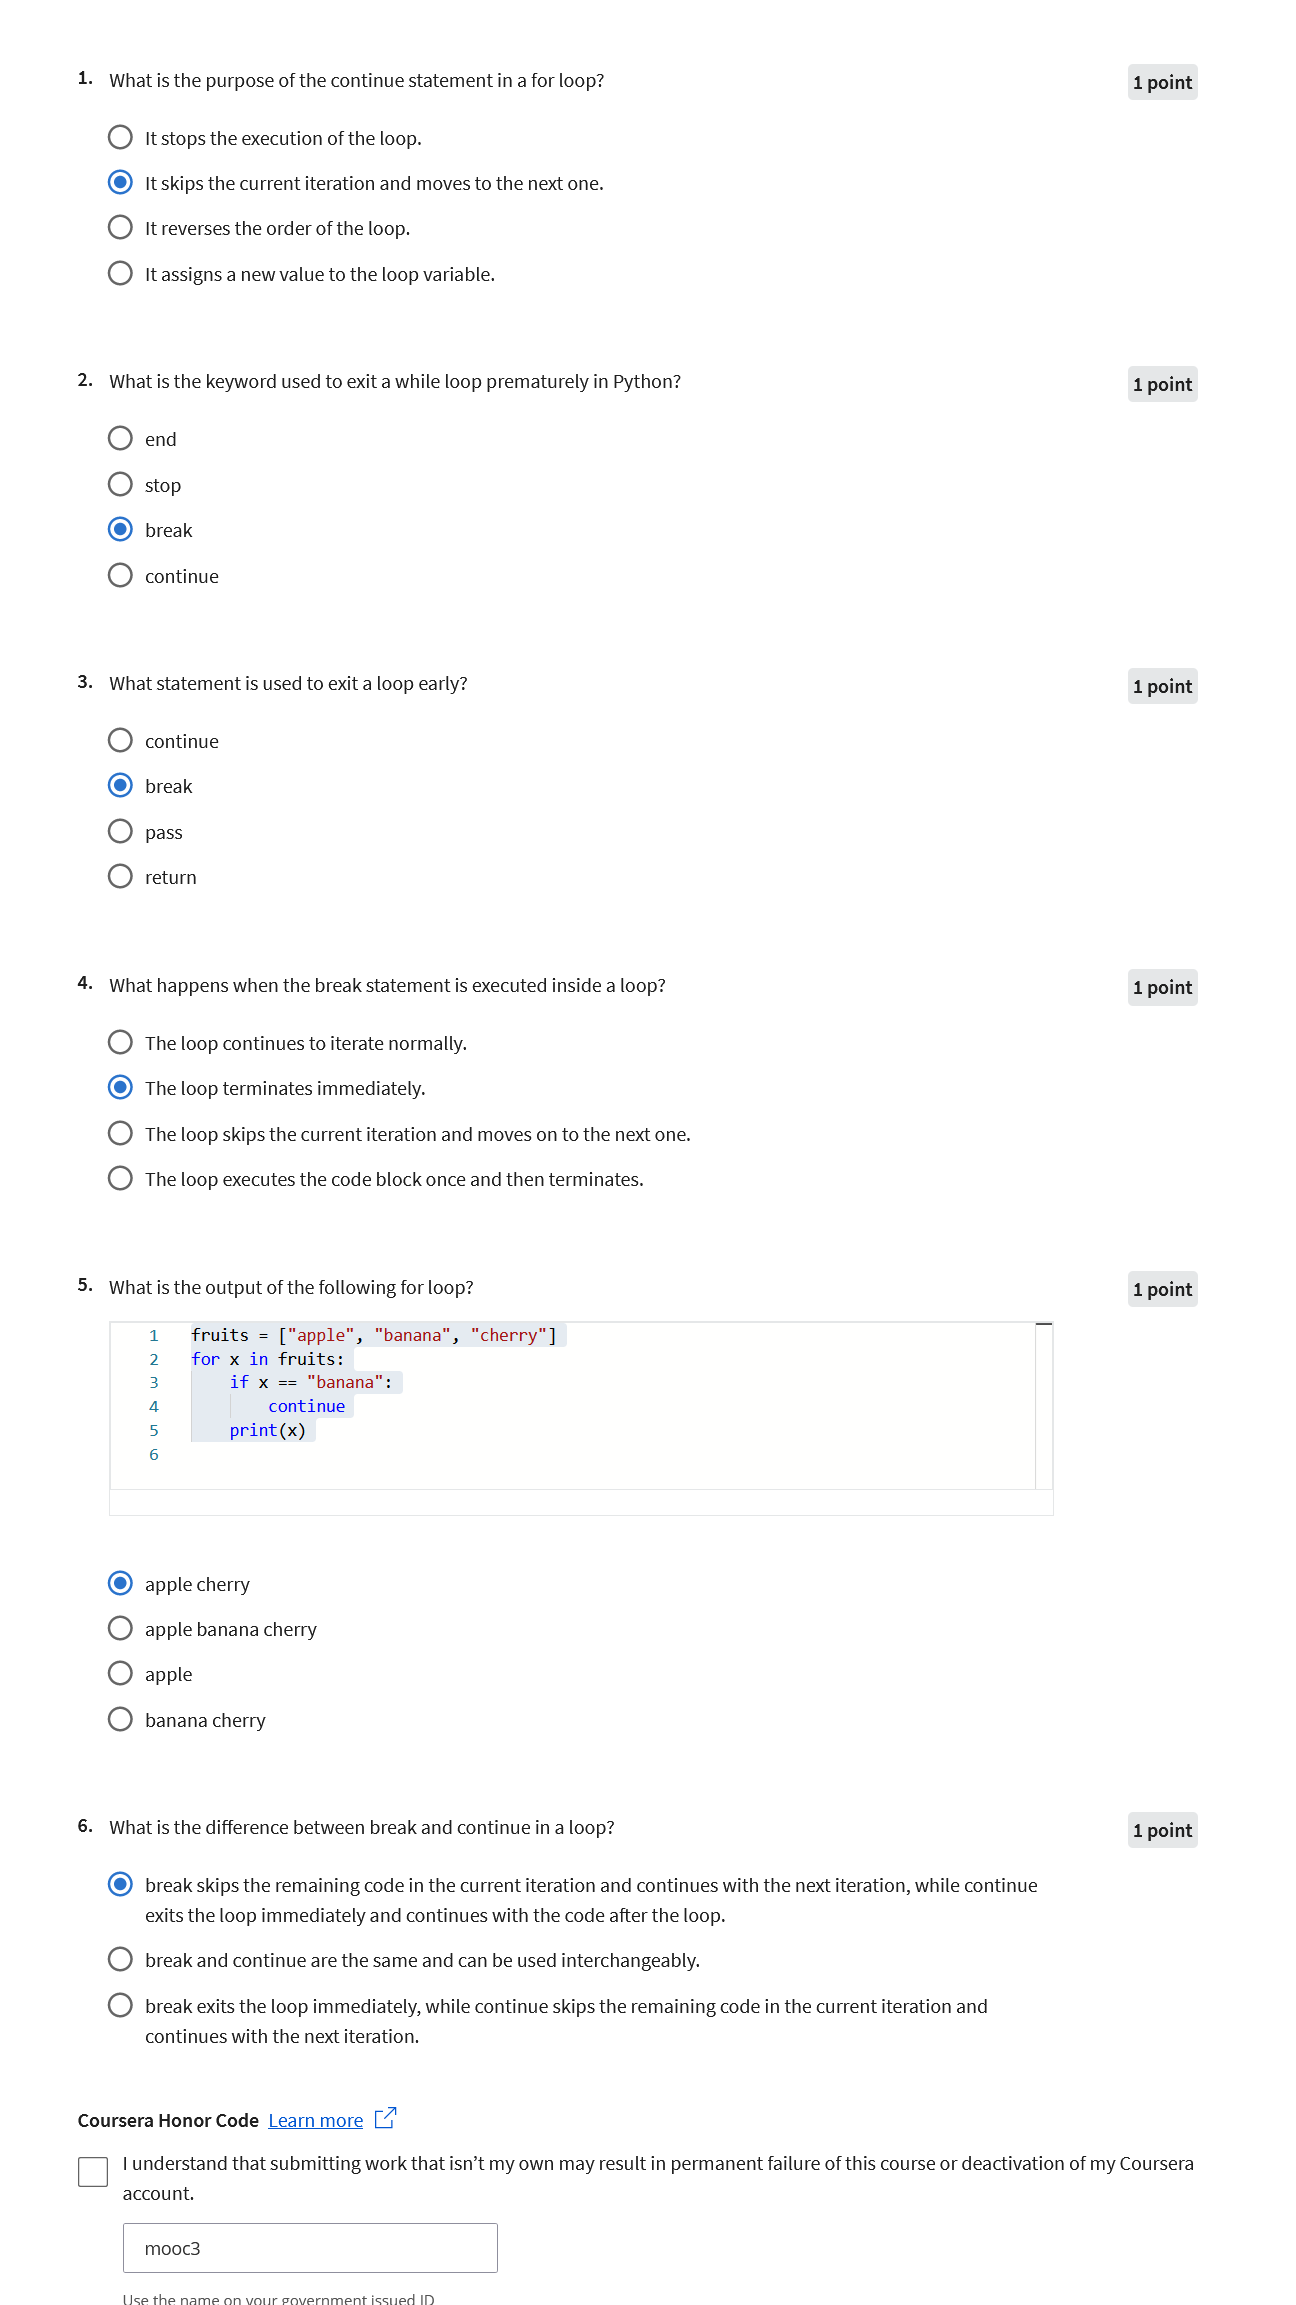 1. What is the purpose of the continue statement in a for loop?
1 point
It stops the execution of the loop.
It skips the current iteration and moves to the next one.
It reverses the order of the loop.
It assigns a new value to the loop variable.
2. What is the keyword used to exit a while loop prematurely in Python?
1 point
end
stop
break
continue
3. What statement is used to exit a loop early?
1 point
continue
break
pass
return
4. What happens when the break statement is executed inside a loop?
1 point
The loop continues to iterate normally.
The loop terminates immediately.
The loop skips the current iteration and moves on to the next one.
The loop executes the code block once and then terminates.
5. What is the output of the following for loop?
1 point
1 fruits = ["apple", "banana", "cherry"]
2 for x in fruits:
3     if x == "banana":
4         continue
5     print(x)
6
apple cherry
apple banana cherry
apple
banana cherry
6. What is the difference between break and continue in a loop?
1 point
break skips the remaining code in the current iteration and continues with the next iteration, while continue
exits the loop immediately and continues with the code after the loop.
break and continue are the same and can be used interchangeably.
break exits the loop immediately, while continue skips the remaining code in the current iteration and
continues with the next iteration.
Coursera Honor Code Learn more
I understand that submitting work that isn’t my own may result in permanent failure of this course or deactivation of my Coursera
account.
mooc3
Use the name on your government issued ID